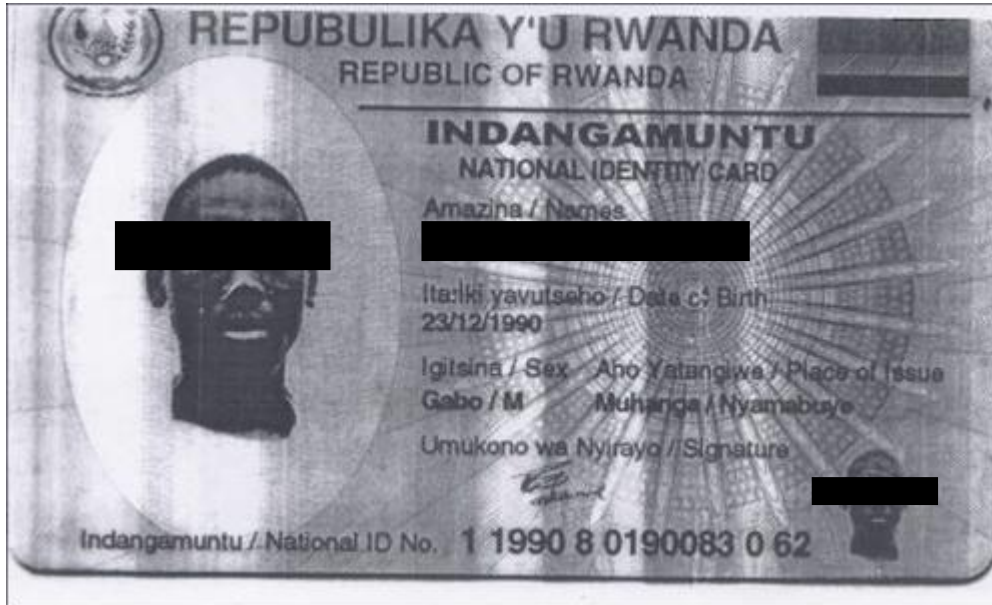 REPUBULIKA Y'U RWANDA
REPUBLIC OF RWANDA
INDANGAMUNTU
NATIONAL IDENTITY CARD
Amazina / Names
Itariki yavutseho / Date of Birth
23/12/1990
Igitsina / Sex Aho Yatangiwe / Place of Issue
Gabo / M Muhanga / Nyamabuye
Umukono wa Nyirayo / Signature
Indangamuntu / National ID No. 1 1990 8 0190083 0 62